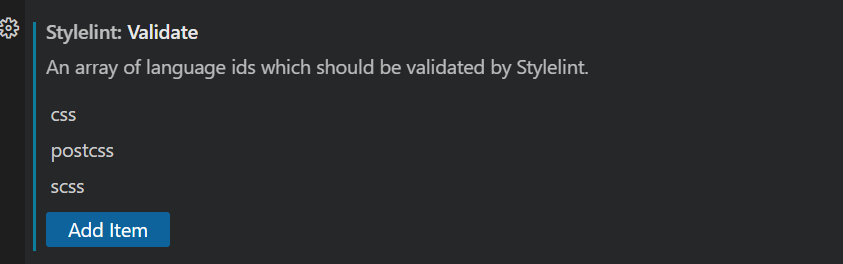 Stylelint: Validate
An array of language ids which should be validated by Stylelint.
css
postcss
scss
Add Item